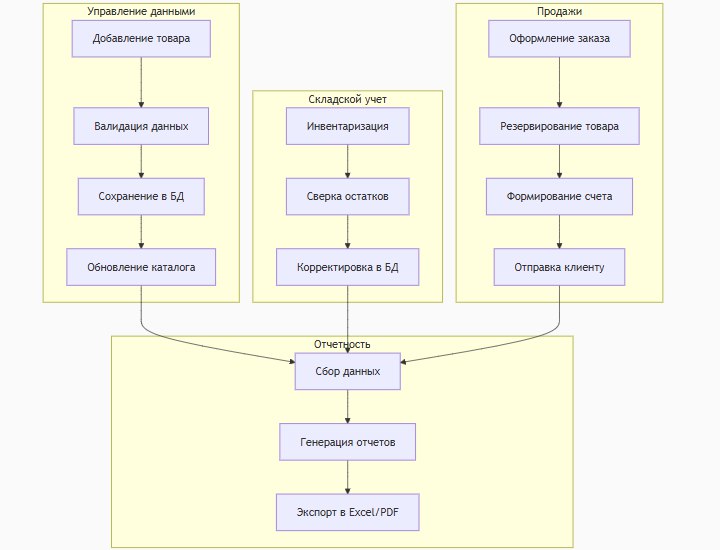 Управление данными
Добавление товара
Валидация данных
Сохранение в БД
Обновление каталога
Складской учет
Инвентаризация
Сверка остатков
Корректировка в БД
Продажи
Оформление заказа
Резервирование товара
Формирование счета
Отправка клиенту
Отчетность
Сбор данных
Генерация отчетов
Экспорт в Excel/PDF